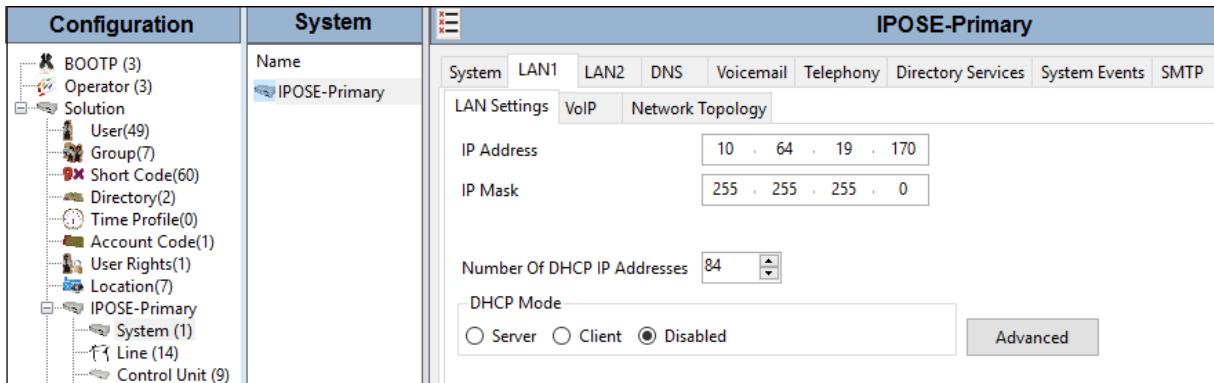 Configuration
BOOTP (3)
Operator (3)
Solution
User(49)
Group(7)
Short Code(60)
Directory(2)
Time Profile(0)
Account Code(1)
User Rights(1)
Location(7)
IPOSE-Primary
System (1)
Line (14)
Control Unit (9)
System
Name
IPOSE-Primary
IPOSE-Primary
System LAN1 LAN2 DNS Voicemail Telephony Directory Services System Events SMTP
LAN Settings VoIP Network Topology
IP Address 10 . 64 . 19 . 170
IP Mask 255 . 255 . 255 . 0
Number Of DHCP IP Addresses 84
DHCP Mode
Server Client Disabled Advanced